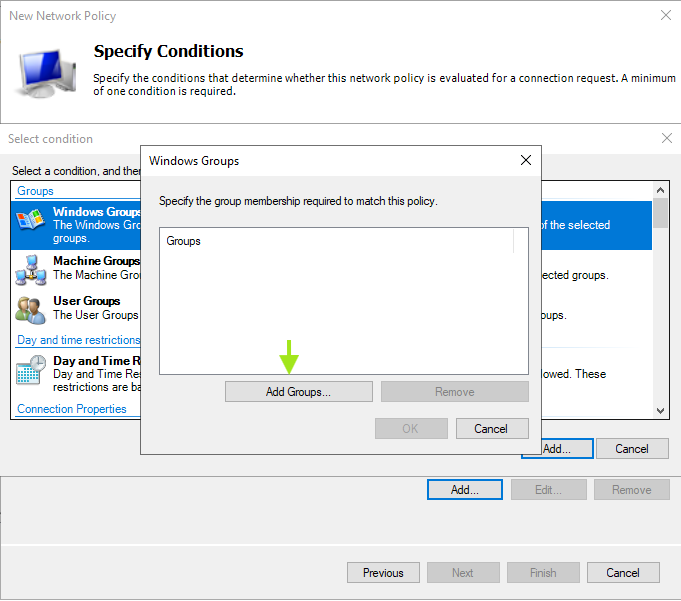 New Network Policy
Specify Conditions
Specify the conditions that determine whether this network policy is evaluated for a connection request. A minimum
of one condition is required.
Select condition
Select a condition, and then
Groups
Windows Groups
The Windows Gro
of the selected
groups.
Machine Groups
The Machine Grou
ected groups.
User Groups
The User Groups
oups.
Day and time restrictions
Day and Time R
Day and Time Res
lowed. These
restrictions are ba
Connection Properties
Add...
Cancel
Windows Groups
Specify the group membership required to match this policy.
Groups
Add Groups...
Remove
OK
Cancel
Add...
Edit...
Remove
Previous
Next
Finish
Cancel